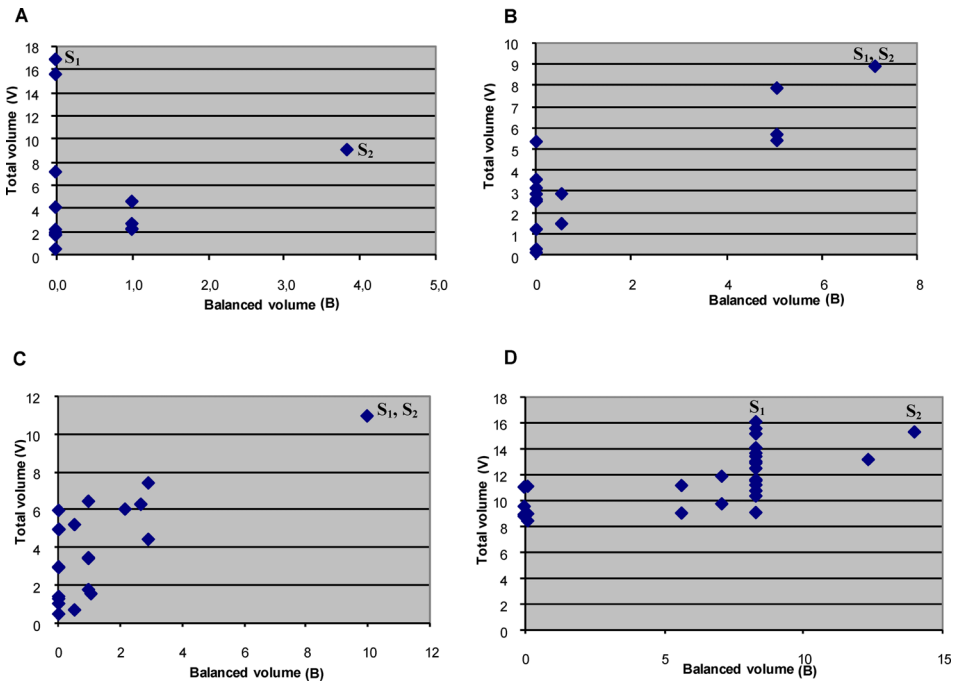 A
Total volume (V)
18
16
14
12
10
8
6
4
2
0
S1
S2
0,0 1,0 2,0 3,0 4,0 5,0
Balanced volume (B)
B
Total volume (V)
10
9
8
7
6
5
4
3
2
1
0
S1, S2
0 2 4 6 8
Balanced volume (B)
C
Total volume (V)
12
10
8
6
4
2
0
S1, S2
0 2 4 6 8 10 12
Balanced volume (B)
D
Total volume (V)
18
16
14
12
10
8
6
4
2
0
S1
S2
0 5 10 15
Balanced volume (B)